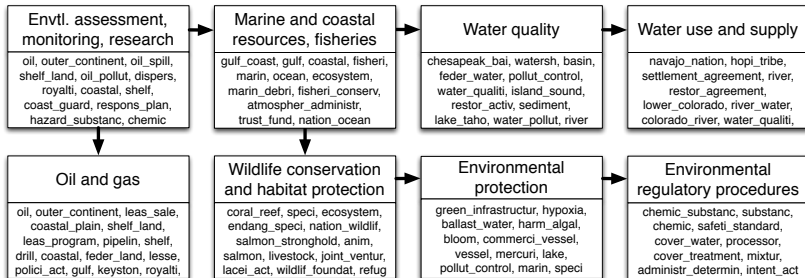 Envtl. assessment,
monitoring, research
oil, outer_continent, oil_spill,
shelf_land, oil_pollut, dispers,
royalti, coastal, shelf,
coast_guard, respons_plan,
hazard_substanc, chemic
Marine and coastal
resources, fisheries
gulf_coast, gulf, coastal, fisheri,
marin, ocean, ecosystem,
marin_debri, fisheri_conserv,
atmospher_administr,
trust_fund, nation_ocean
Water quality
chesapeak_bai, watersh, basin,
feder_water, pollut_control,
water_qualiti, island_sound,
restor_activ, sediment,
lake_taho, water_pollut, river
Water use and supply
navajo_nation, hopi_tribe,
settlement_agreement, river,
restor_agreement,
lower_colorado, river_water,
colorado_river, water_qualiti,
Oil and gas
oil, outer_continent, leas_sale,
coastal_plain, shelf_land,
leas_program, pipelin, shelf,
drill, coastal, feder_land, lesse,
polici_act, gulf, keyston, royalti,
Wildlife conservation
and habitat protection
coral_reef, speci, ecosystem,
endang_speci, nation_wildlif,
salmon_stronghold, anim,
salmon, livestock, joint_ventur,
lacei_act, wildlif_foundat, refug
Environmental
protection
green_infrastructur, hypoxia,
ballast_water, harm_algal,
bloom, commerci_vessel,
vessel, mercuri, lake,
pollut_control, marin, speci
Environmental
regulatory procedures
chemic_substanc, substanc,
chemic, safeti_standard,
cover_water, processor,
cover_treatment, mixtur,
administr_determin, intent_act